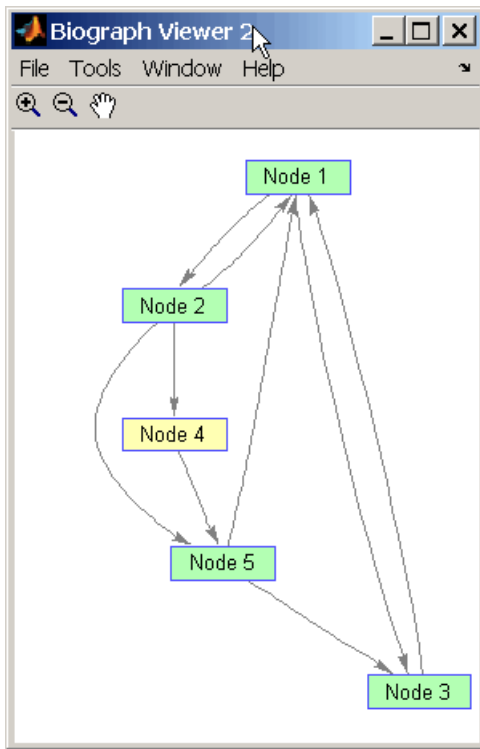 Biograph Viewer 2
File Tools Window Help
Node 1
Node 2
Node 4
Node 5
Node 3